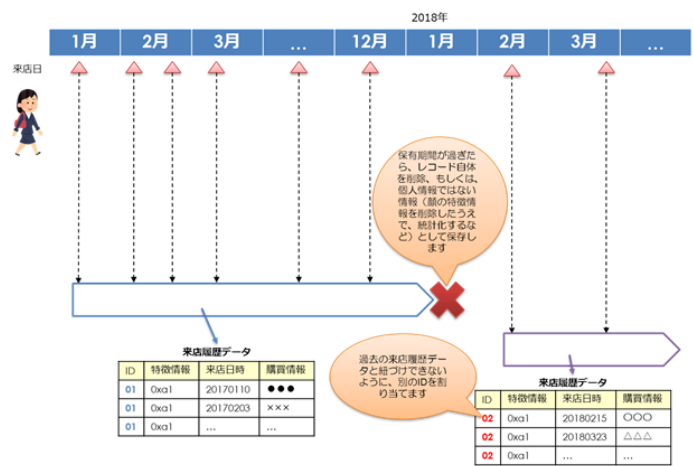 2018年
1月 2月 3月 … 12月 1月 2月 3月 …
来店日
保有期間が過ぎた
ら、レコード自体
を削除、もしくは、
個人情報ではない
情報（顔の特徴情
報を削除したうえ
で、統計化するな
ど）として保存し
ます
来店履歴データ
ID 特徴情報 来店日時 購買情報
01 0xa1 20170110 ●●●
01 0xa1 20170203 ×××
01 0xa1 … …
過去の来店履歴デー
タと紐づけできない
ように、別のIDを割
り当てます
来店履歴データ
ID 特徴情報 来店日時 購買情報
02 0xa1 20180215 〇〇〇
02 0xa1 20180323 △△△
02 0xa1 … …